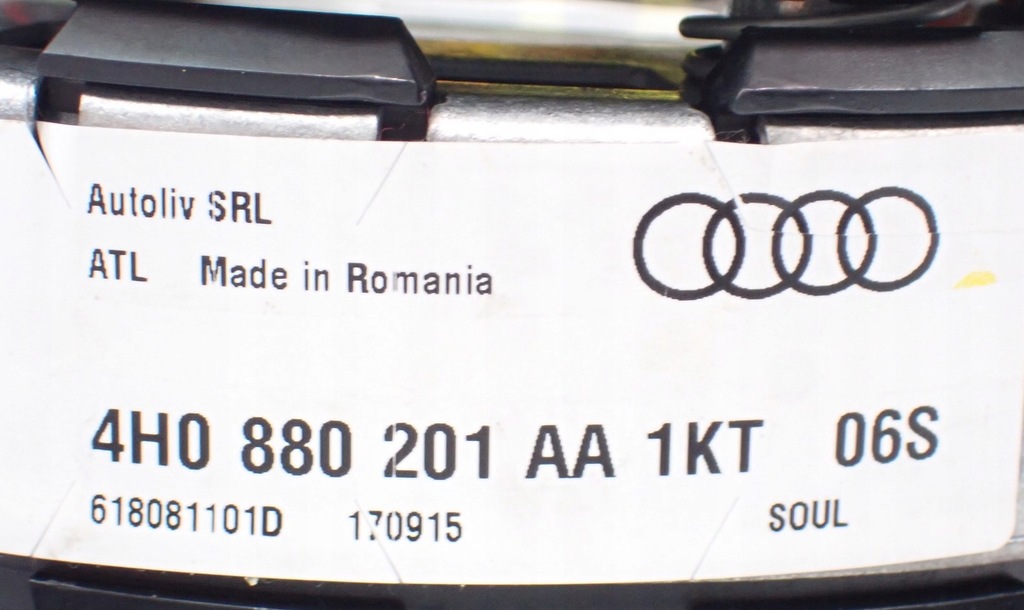 Autoliv SRL
ATL Made in Romania
4H0 880 201 AA 1KT 06S
618081101D 170915 SOUL